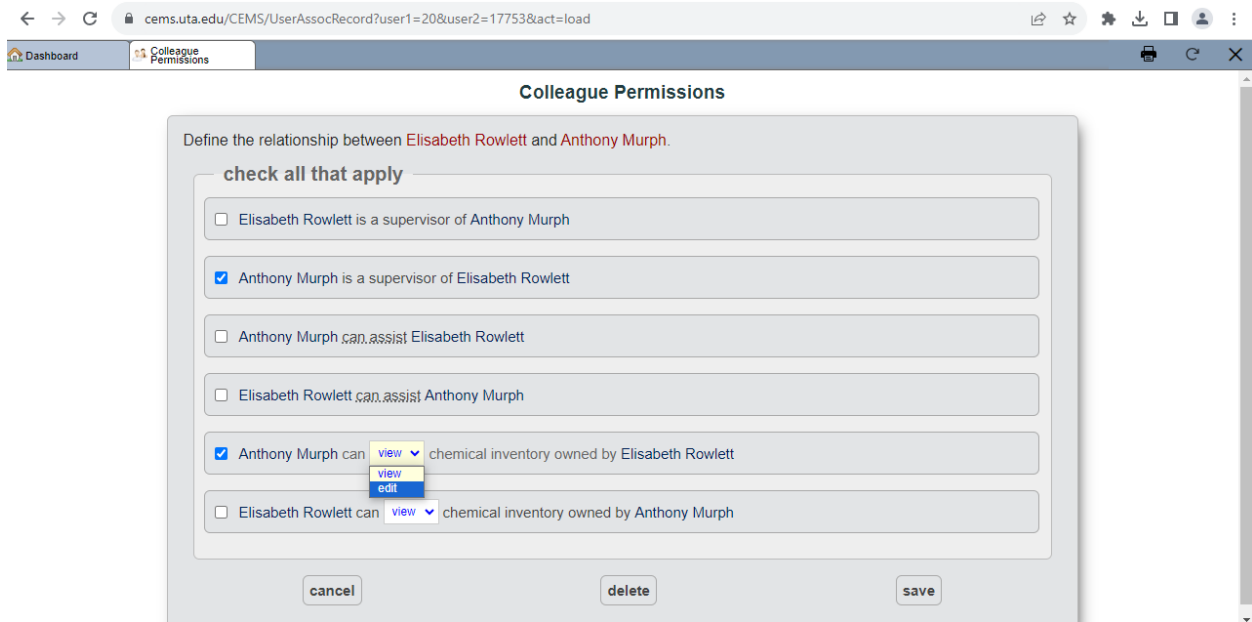 cems.uta.edu/CEMS/UserAssocRecord?user1=20&user2=17753&act=load
Dashboard
Colleague
Permissions
Colleague Permissions
Define the relationship between Elisabeth Rowlett and Anthony Murph.
check all that apply
Elisabeth Rowlett is a supervisor of Anthony Murph
Anthony Murph is a supervisor of Elisabeth Rowlett
Anthony Murph can assist Elisabeth Rowlett
Elisabeth Rowlett can assist Anthony Murph
Anthony Murph can view chemical inventory owned by Elisabeth Rowlett
view
edit
Elisabeth Rowlett can view chemical inventory owned by Anthony Murph
cancel delete save